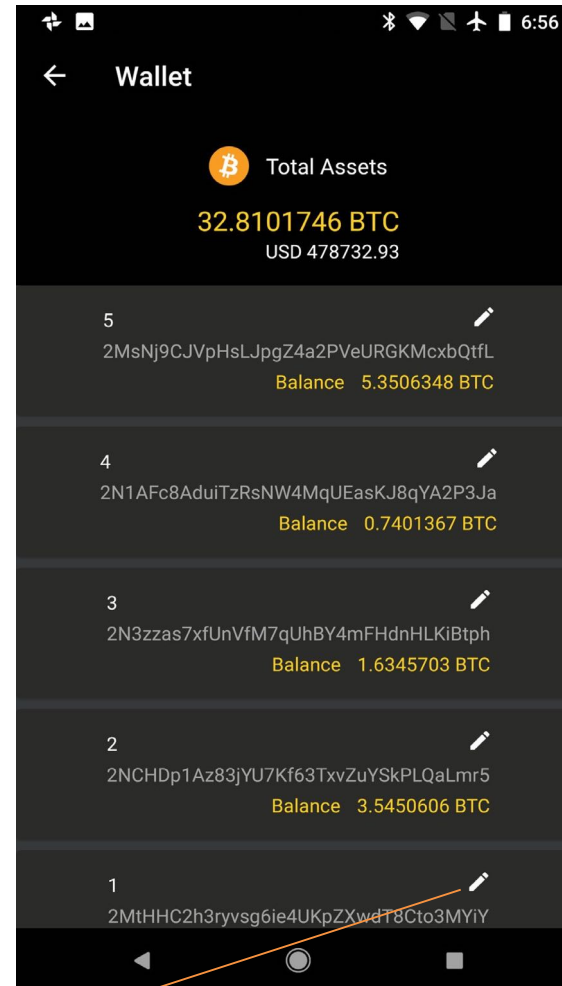 6:56
Wallet
Total Assets
32.8101746 BTC
USD 478732.93
5
2MsNj9CJVpHsLJpgZ4a2PVeURGKMcxbQtfL
Balance 5.3506348 BTC
4
2N1AFc8AduiTzRsNW4MqUEasKJ8qYA2P3Ja
Balance 0.7401367 BTC
3
2N3zzas7xfUnVfM7qUhBY4mFHdnHLKiBtph
Balance 1.6345703 BTC
2
2NCHDp1Az83jYU7Kf63TxvZuYSkPLQaLmr5
Balance 3.5450606 BTC
1
2MtHHC2h3ryvsg6ie4UKpZXwdT8Cto3MYiY